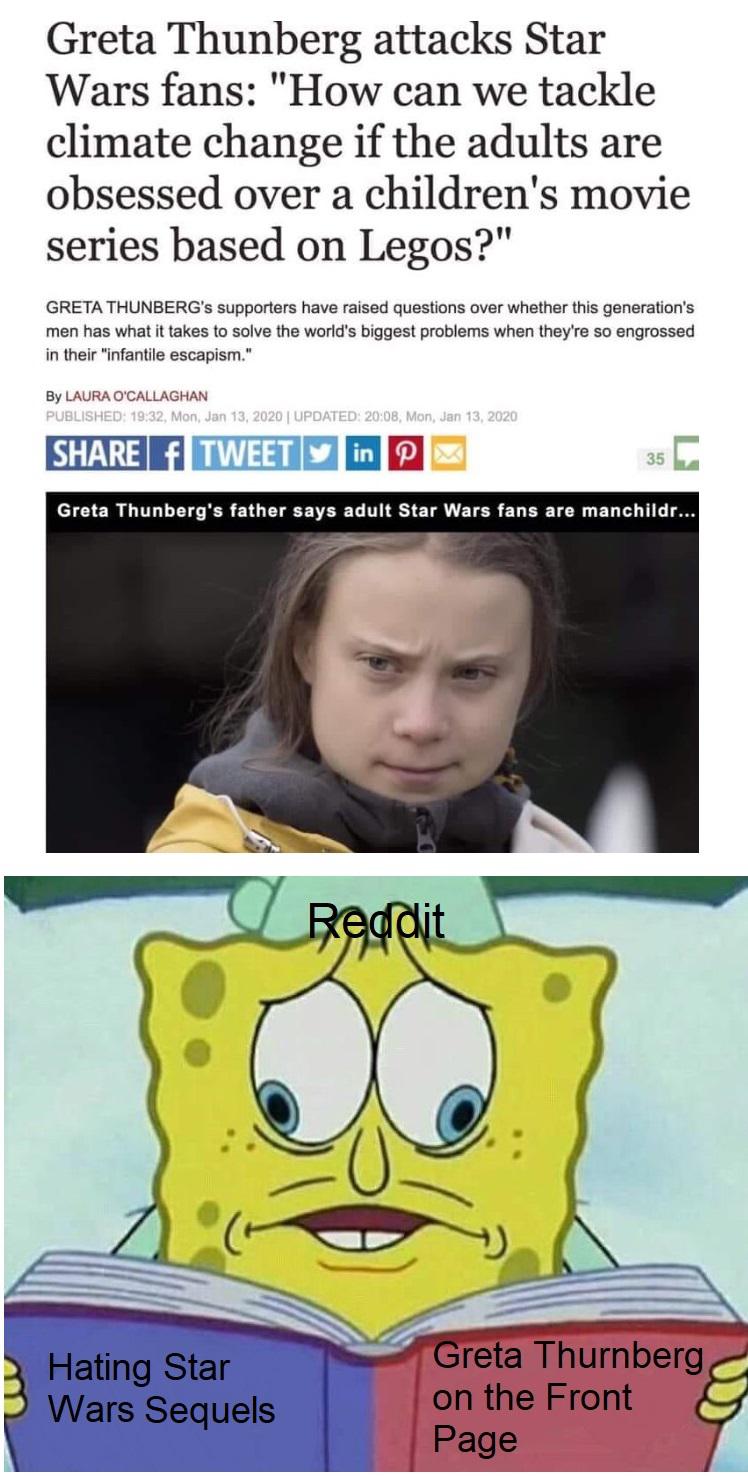 Greta Thunberg attacks Star
Wars fans: "How can we tackle
climate change if the adults are
obsessed over a children's movie
series based on Legos?"
GRETA THUNBERG's supporters have raised questions over whether this generation's
men has what it takes to solve the world's biggest problems when they're so engrossed
in their "infantile escapism."
By LAURA O'CALLAGHAN
PUBLISHED: 19:32, Mon, Jan 13, 2020 | UPDATED: 20:08, Mon, Jan 13, 2020
SHARE f TWEET in
35
Greta Thunberg's father says adult Star Wars fans are manchildr...
Reddit
Hating Star
Wars Sequels
Greta Thurnberg
on the Front
Page